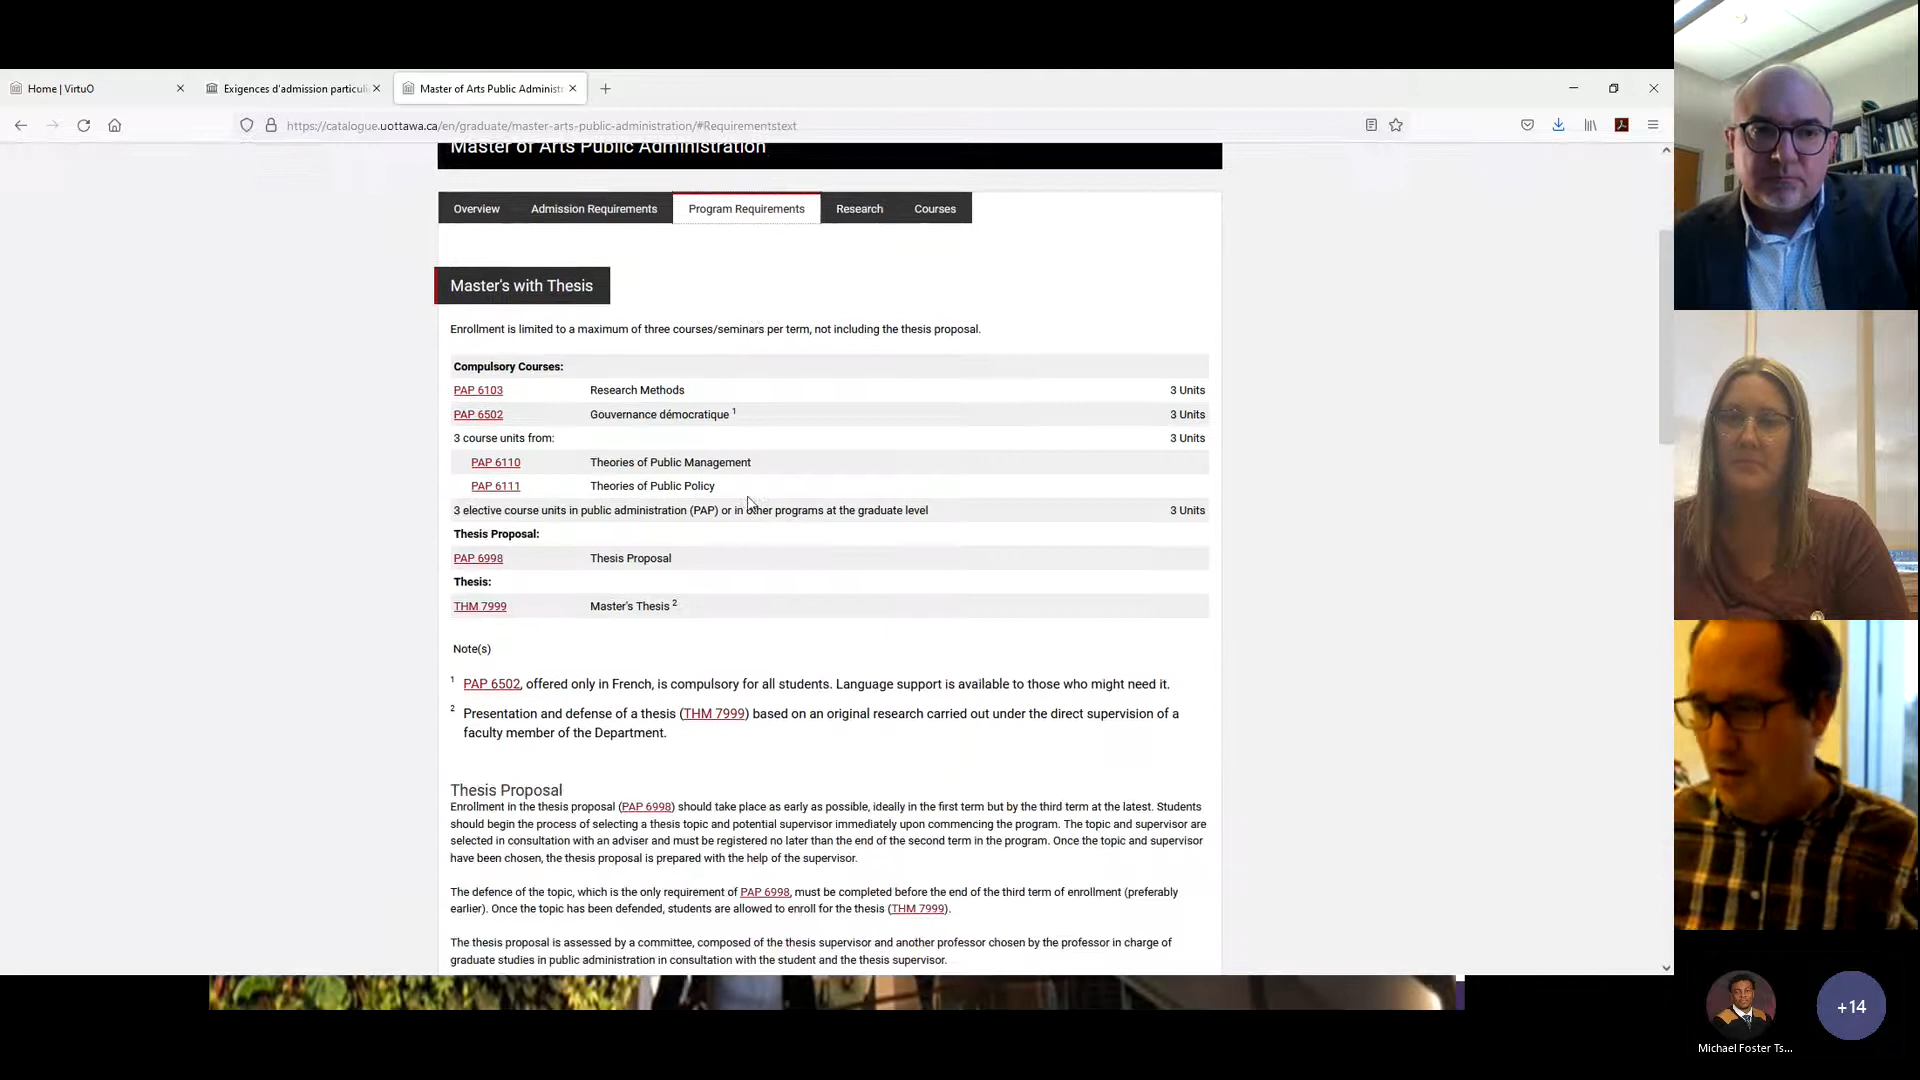 Home | VirtuO
Exigences d'admission particuli
Master of Arts Public Administ
https://catalogue.uottawa.ca/en/graduate/master-arts-public-administration/#Requirementstext
Master of Arts Public Administration
Overview
Admission Requirements
Program Requirements
Research
Courses
Master's with Thesis
Enrollment is limited to a maximum of three courses/seminars per term, not including the thesis proposal.
Compulsory Courses:
PAP 6103 Research Methods 3 Units
PAP 6502 Gouvernance démocratique 1 3 Units
3 course units from: 3 Units
PAP 6110 Theories of Public Management
PAP 6111 Theories of Public Policy
3 elective course units in public administration (PAP) or in other programs at the graduate level 3 Units
Thesis Proposal:
PAP 6998 Thesis Proposal
Thesis:
THM 7999 Master's Thesis 2
Note(s)
1 PAP 6502, offered only in French, is compulsory for all students. Language support is available to those who might need it.
2 Presentation and defense of a thesis (THM 7999) based on an original research carried out under the direct supervision of a
faculty member of the Department.
Thesis Proposal
Enrollment in the thesis proposal (PAP 6998) should take place as early as possible, ideally in the first term but by the third term at the latest. Students
should begin the process of selecting a thesis topic and potential supervisor immediately upon commencing the program. The topic and supervisor are
selected in consultation with an adviser and must be registered no later than the end of the second term in the program. Once the topic and supervisor
have been chosen, the thesis proposal is prepared with the help of the supervisor.
The defence of the topic, which is the only requirement of PAP 6998, must be completed before the end of the third term of enrollment (preferably
earlier). Once the topic has been defended, students are allowed to enroll for the thesis (THM 7999).
The thesis proposal is assessed by a committee, composed of the thesis supervisor and another professor chosen by the professor in charge of
graduate studies in public administration in consultation with the student and the thesis supervisor.
+14
Michael Foster Ts...